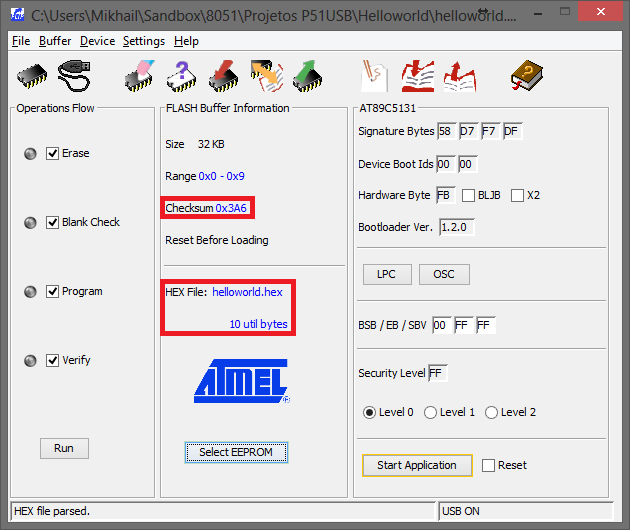 C:\Users\Mikhail\Sandbox\8051\Projetos P51USB\Helloworld\helloworld....
File Buffer Device Settings Help
Operations Flow
Erase
Blank Check
Program
Verify
Run
FLASH Buffer Information
Size 32 KB
Range 0x0 - 0x9
Checksum 0x3A6
Reset Before Loading
HEX File: helloworld.hex
10 util bytes
ATMEL®
Select EEPROM
AT89C5131
Signature Bytes 58 D7 F7 DF
Device Boot Ids 00 00
Hardware Byte FB BLJB X2
Bootloader Ver. 1.2.0
LPC OSC
BSB / EB / SBV 00 FF FF
Security Level FF
Level 0 Level 1 Level 2
Start Application Reset
HEX file parsed. USB ON